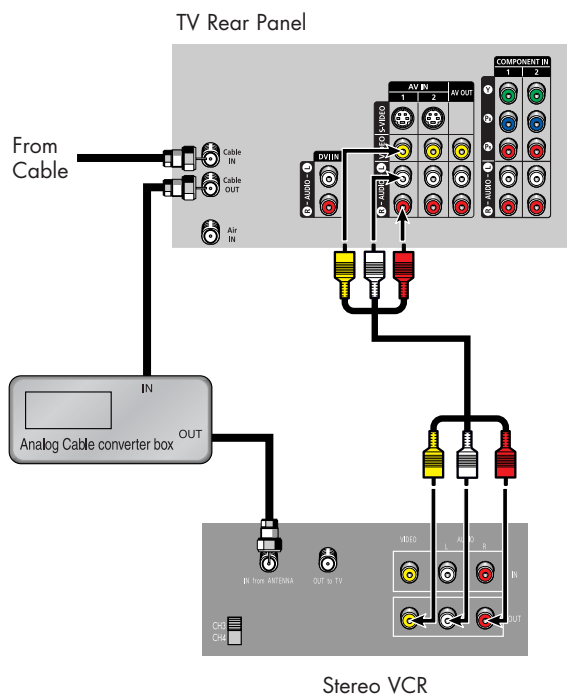 TV Rear Panel
COMPONENT IN
1 2
AV IN
1 2
AV OUT
Y
PB
PR
S-VIDEO
VIDEO
L
R - AUDIO - L
DVI IN
R - AUDIO - L
R - AUDIO - L
From
Cable
Cable
IN
Cable
OUT
Air
IN
IN
Analog Cable converter box
OUT
VIDEO AUDIO
L R
IN
IN from ANTENNA OUT to TV
OUT
CH3
CH4
Stereo VCR